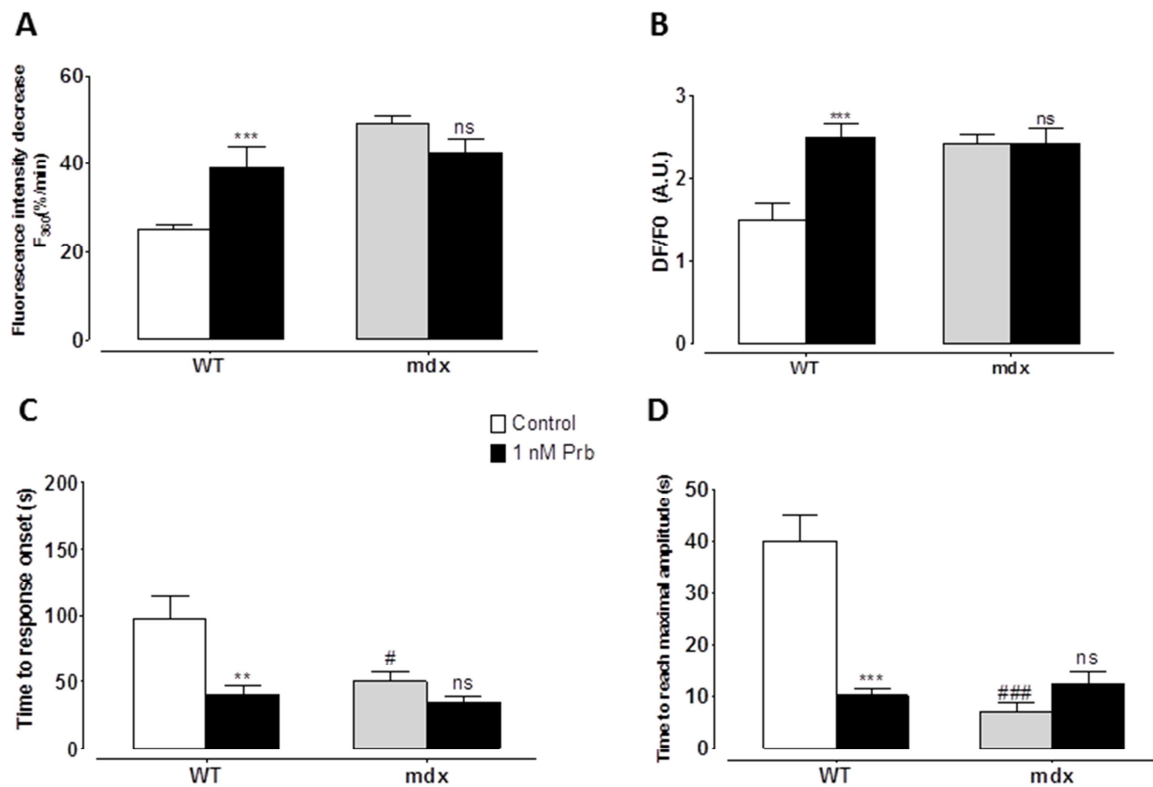 A
Fluorescence intensity decrease
F360(%/min)
60
40
20
0
***
ns
WT
mdx
B
DF/F0 (A.U.)
3
2
1
0
***
ns
WT
mdx
C
Control
1 nM Prb
Time to response onset (s)
200
150
100
50
0
**
#
ns
WT
mdx
D
Time to reach maximal amplitude (s)
50
40
30
20
10
0
***
###
ns
WT
mdx